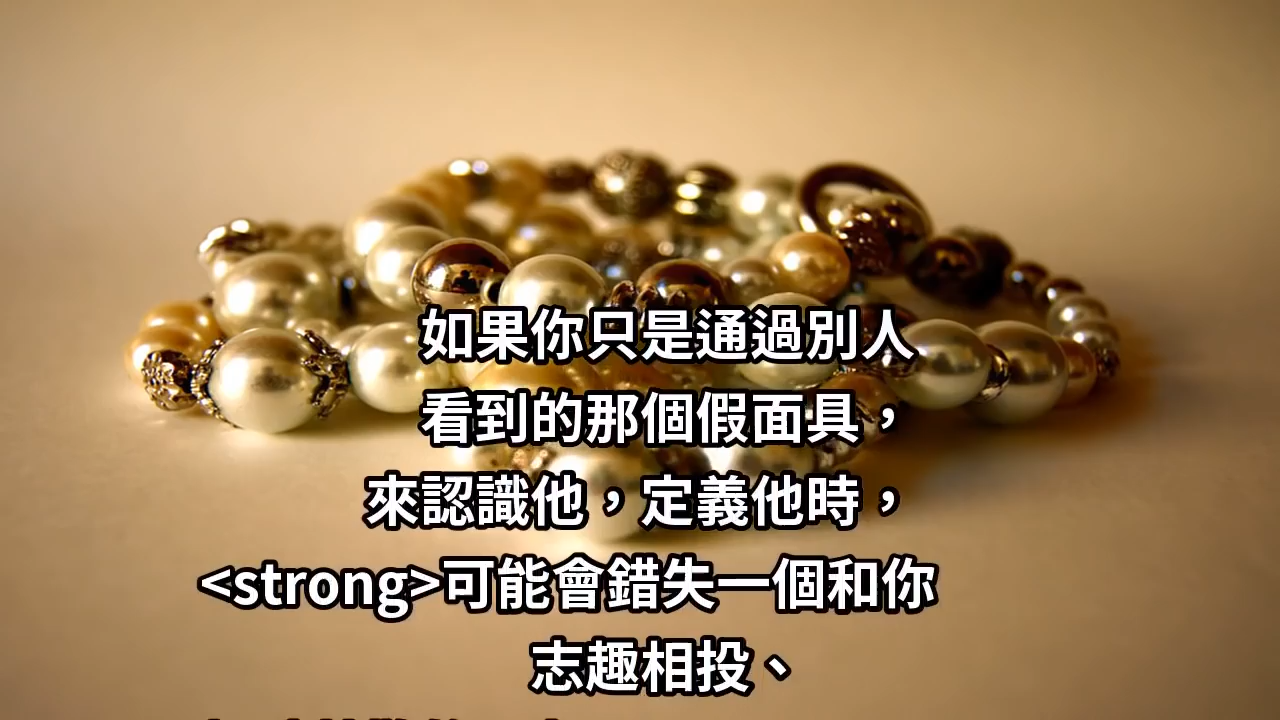 如果你只是通過別人
看到的那個假面具，
來認識他，定義他時，
<strong>可能會錯失一個和你
志趣相投、